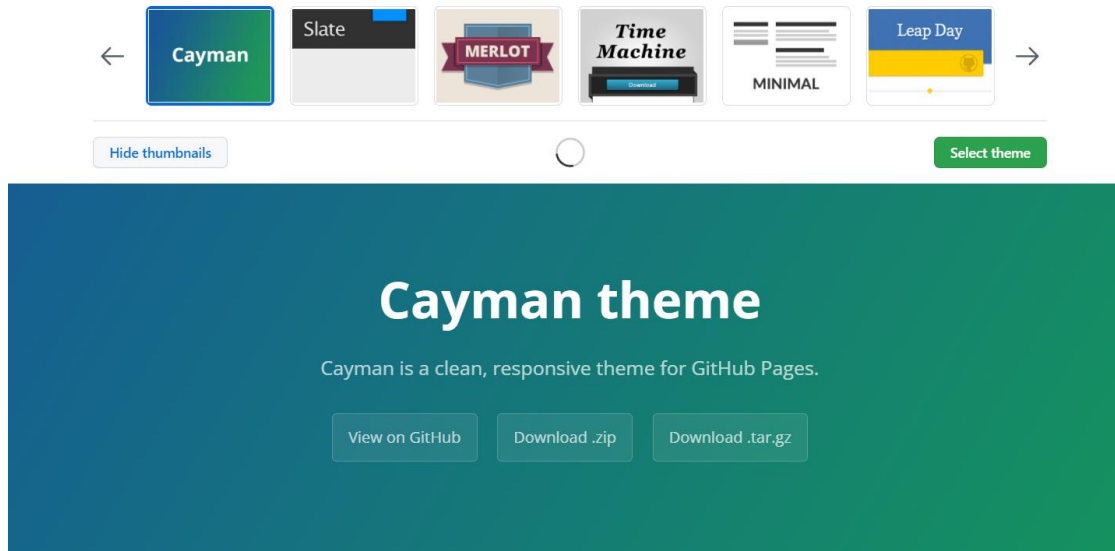 Cayman
Slate
MERLOT
Time
Machine
Download
MINIMAL
Leap Day
Hide thumbnails
Select theme
Cayman theme
Cayman is a clean, responsive theme for GitHub Pages.
View on GitHub
Download .zip
Download .tar.gz